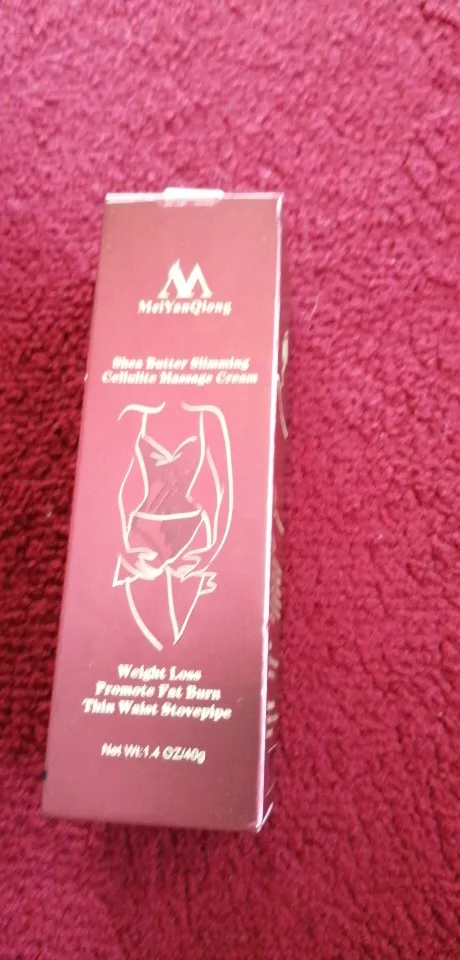 MeiYanQiong
Shea Butter Slimming
Cellulite Massage Cream
Weight Loss
Promote Fat Burn
Thin Waist Stovepipe
Net Wt:1.4 OZ/40g